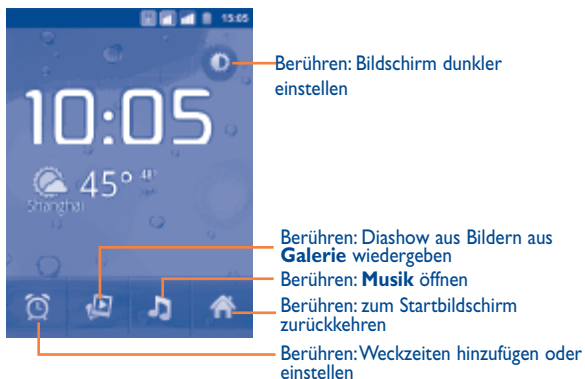 15:05
Berühren: Bildschirm dunkler
einstellen
10:05
45°
Shanghai
Berühren: Diashow aus Bildern aus
Galerie wiedergeben
Berühren: Musik öffnen
Berühren: zum Startbildschirm
zurückkehren
Berühren: Weckzeiten hinzufügen oder
einstellen